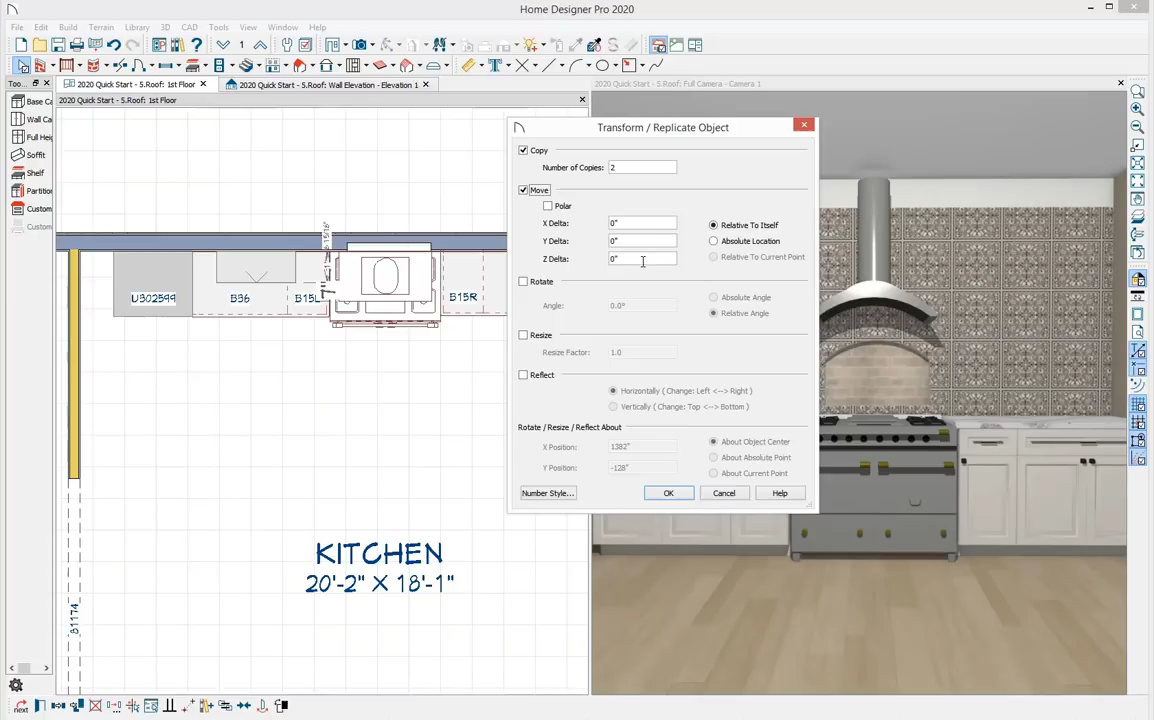 Home Designer Pro 2020
File Edit Build Terrain Library 3D CAD Tools View Window Help
1
Too...
2020 Quick Start - 5.Roof: 1st Floor
2020 Quick Start - 5.Roof: Wall Elevation - Elevation 1
2020 Quick Start - 5.Roof: Full Camera - Camera 1
2020 Quick Start - 5.Roof: 1st Floor
Base Ca
Wall Ca
Full Hei
Soffit
Shelf
Partition
Custom
Custom
U302599
B36
B15L
B15R
KITCHEN
20'-2" X 18'-1"
B1174
next
Transform / Replicate Object
Copy
Number of Copies: 2
Move
Polar
X Delta: 0"
Relative To Itself
Y Delta: 0"
Absolute Location
Z Delta: 0"
Relative To Current Point
Rotate
Absolute Angle
Angle: 0.0°
Relative Angle
Resize
Resize Factor: 1.0
Reflect
Horizontally ( Change: Left <--> Right )
Vertically ( Change: Top <--> Bottom )
Rotate / Resize / Reflect About
X Position: 1382"
About Object Center
About Absolute Point
Y Position: -128"
About Current Point
Number Style... OK Cancel Help